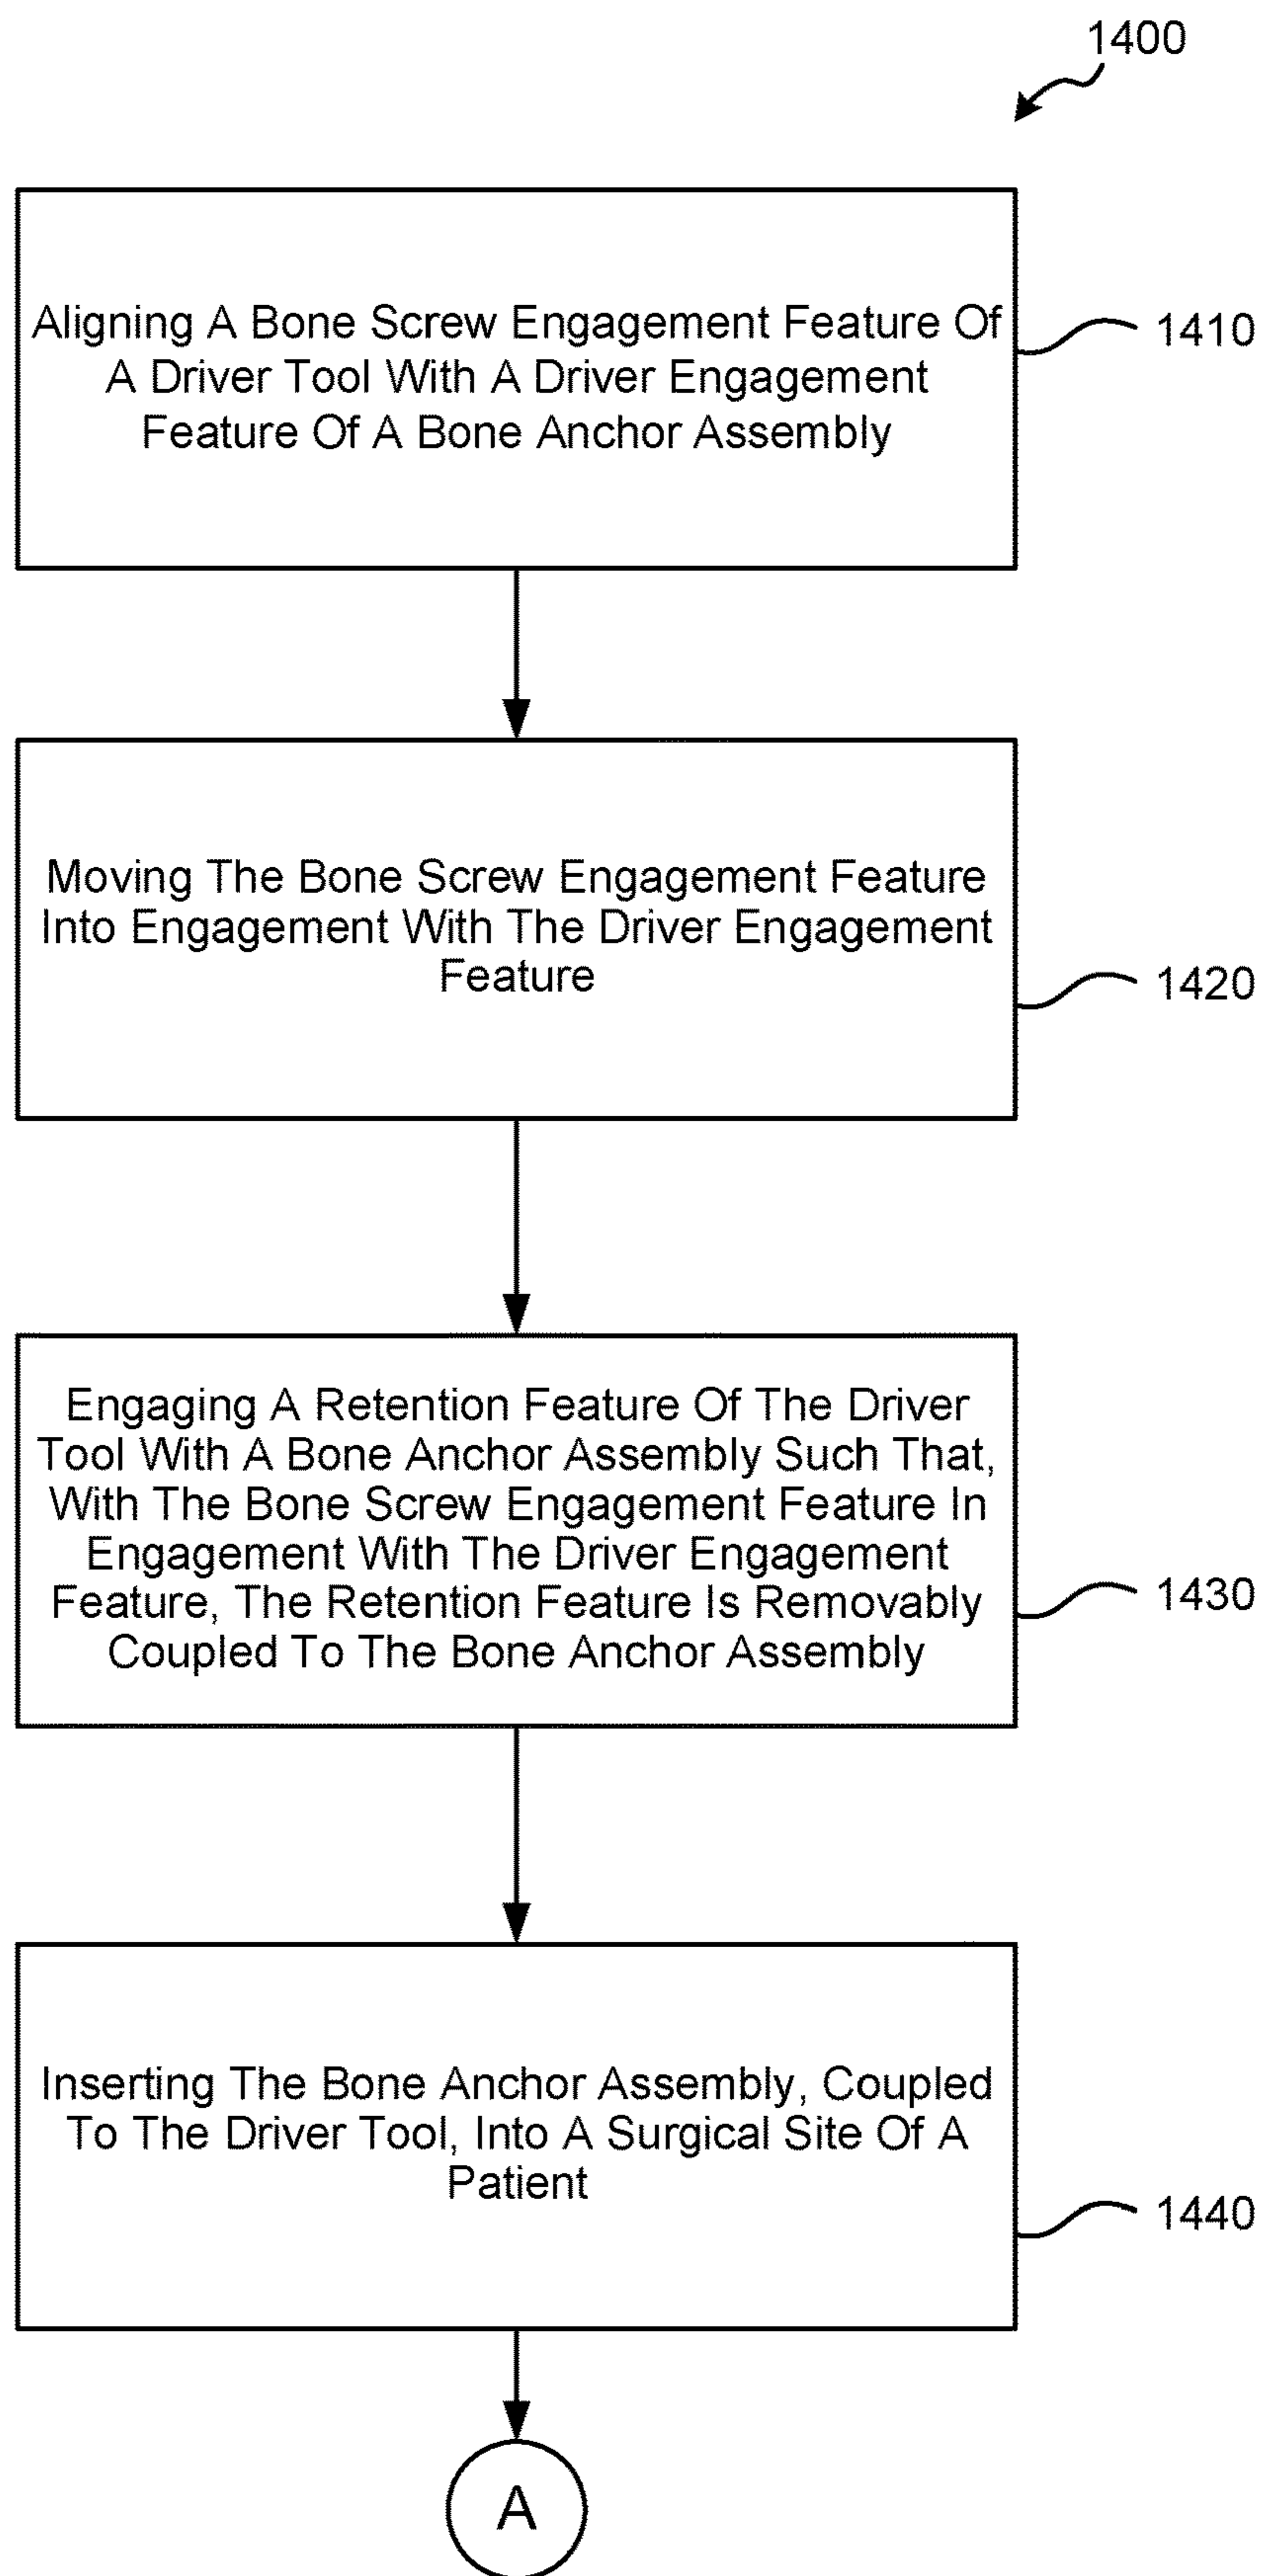 1400
Aligning A Bone Screw Engagement Feature Of
A Driver Tool With A Driver Engagement
Feature Of A Bone Anchor Assembly
1410
Moving The Bone Screw Engagement Feature
Into Engagement With The Driver Engagement
Feature
1420
Engaging A Retention Feature Of The Driver
Tool With A Bone Anchor Assembly Such That,
With The Bone Screw Engagement Feature In
Engagement With The Driver Engagement
Feature, The Retention Feature Is Removably
Coupled To The Bone Anchor Assembly
1430
Inserting The Bone Anchor Assembly, Coupled
To The Driver Tool, Into A Surgical Site Of A
Patient
1440
A